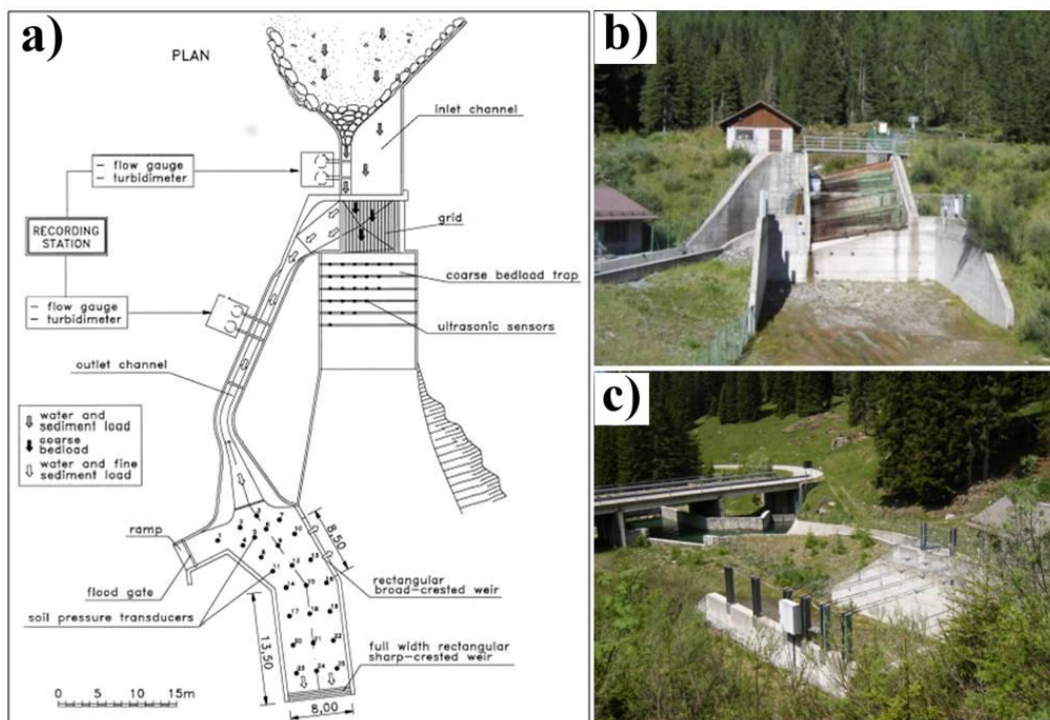 a)
PLAN
inlet channel
– flow gauge
– turbidimeter
RECORDING
STATION
grid
coarse bedload trap
– flow gauge
– turbidimeter
ultrasonic sensors
outlet channel
water and
sediment load
coarse
bedload
water and fine
sediment load
ramp
flood gate
soil pressure transducers
8,50
rectangular
broad–crested weir
13,50
full width rectangular
sharp–crested weir
8,00
0 5 10 15m
b)
c)